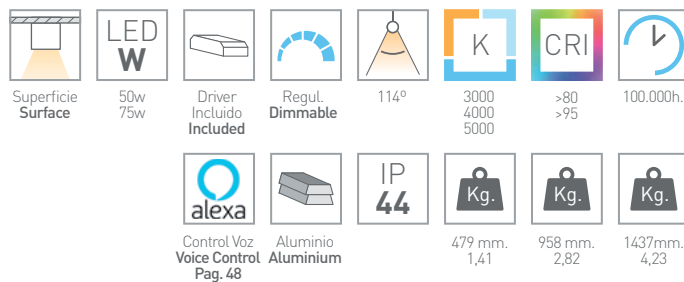 LED
W
K
CRI
Superficie
Surface
50w
75w
Driver
Incluido
Included
Regul.
Dimmable
114º
3000
4000
5000
>80
>95
100.000h.
alexa
IP
44
Kg.
Kg.
Kg.
Control Voz
Voice Control
Pag. 48
Aluminio
Aluminium
479 mm.
1,41
958 mm.
2,82
1437mm.
4,23